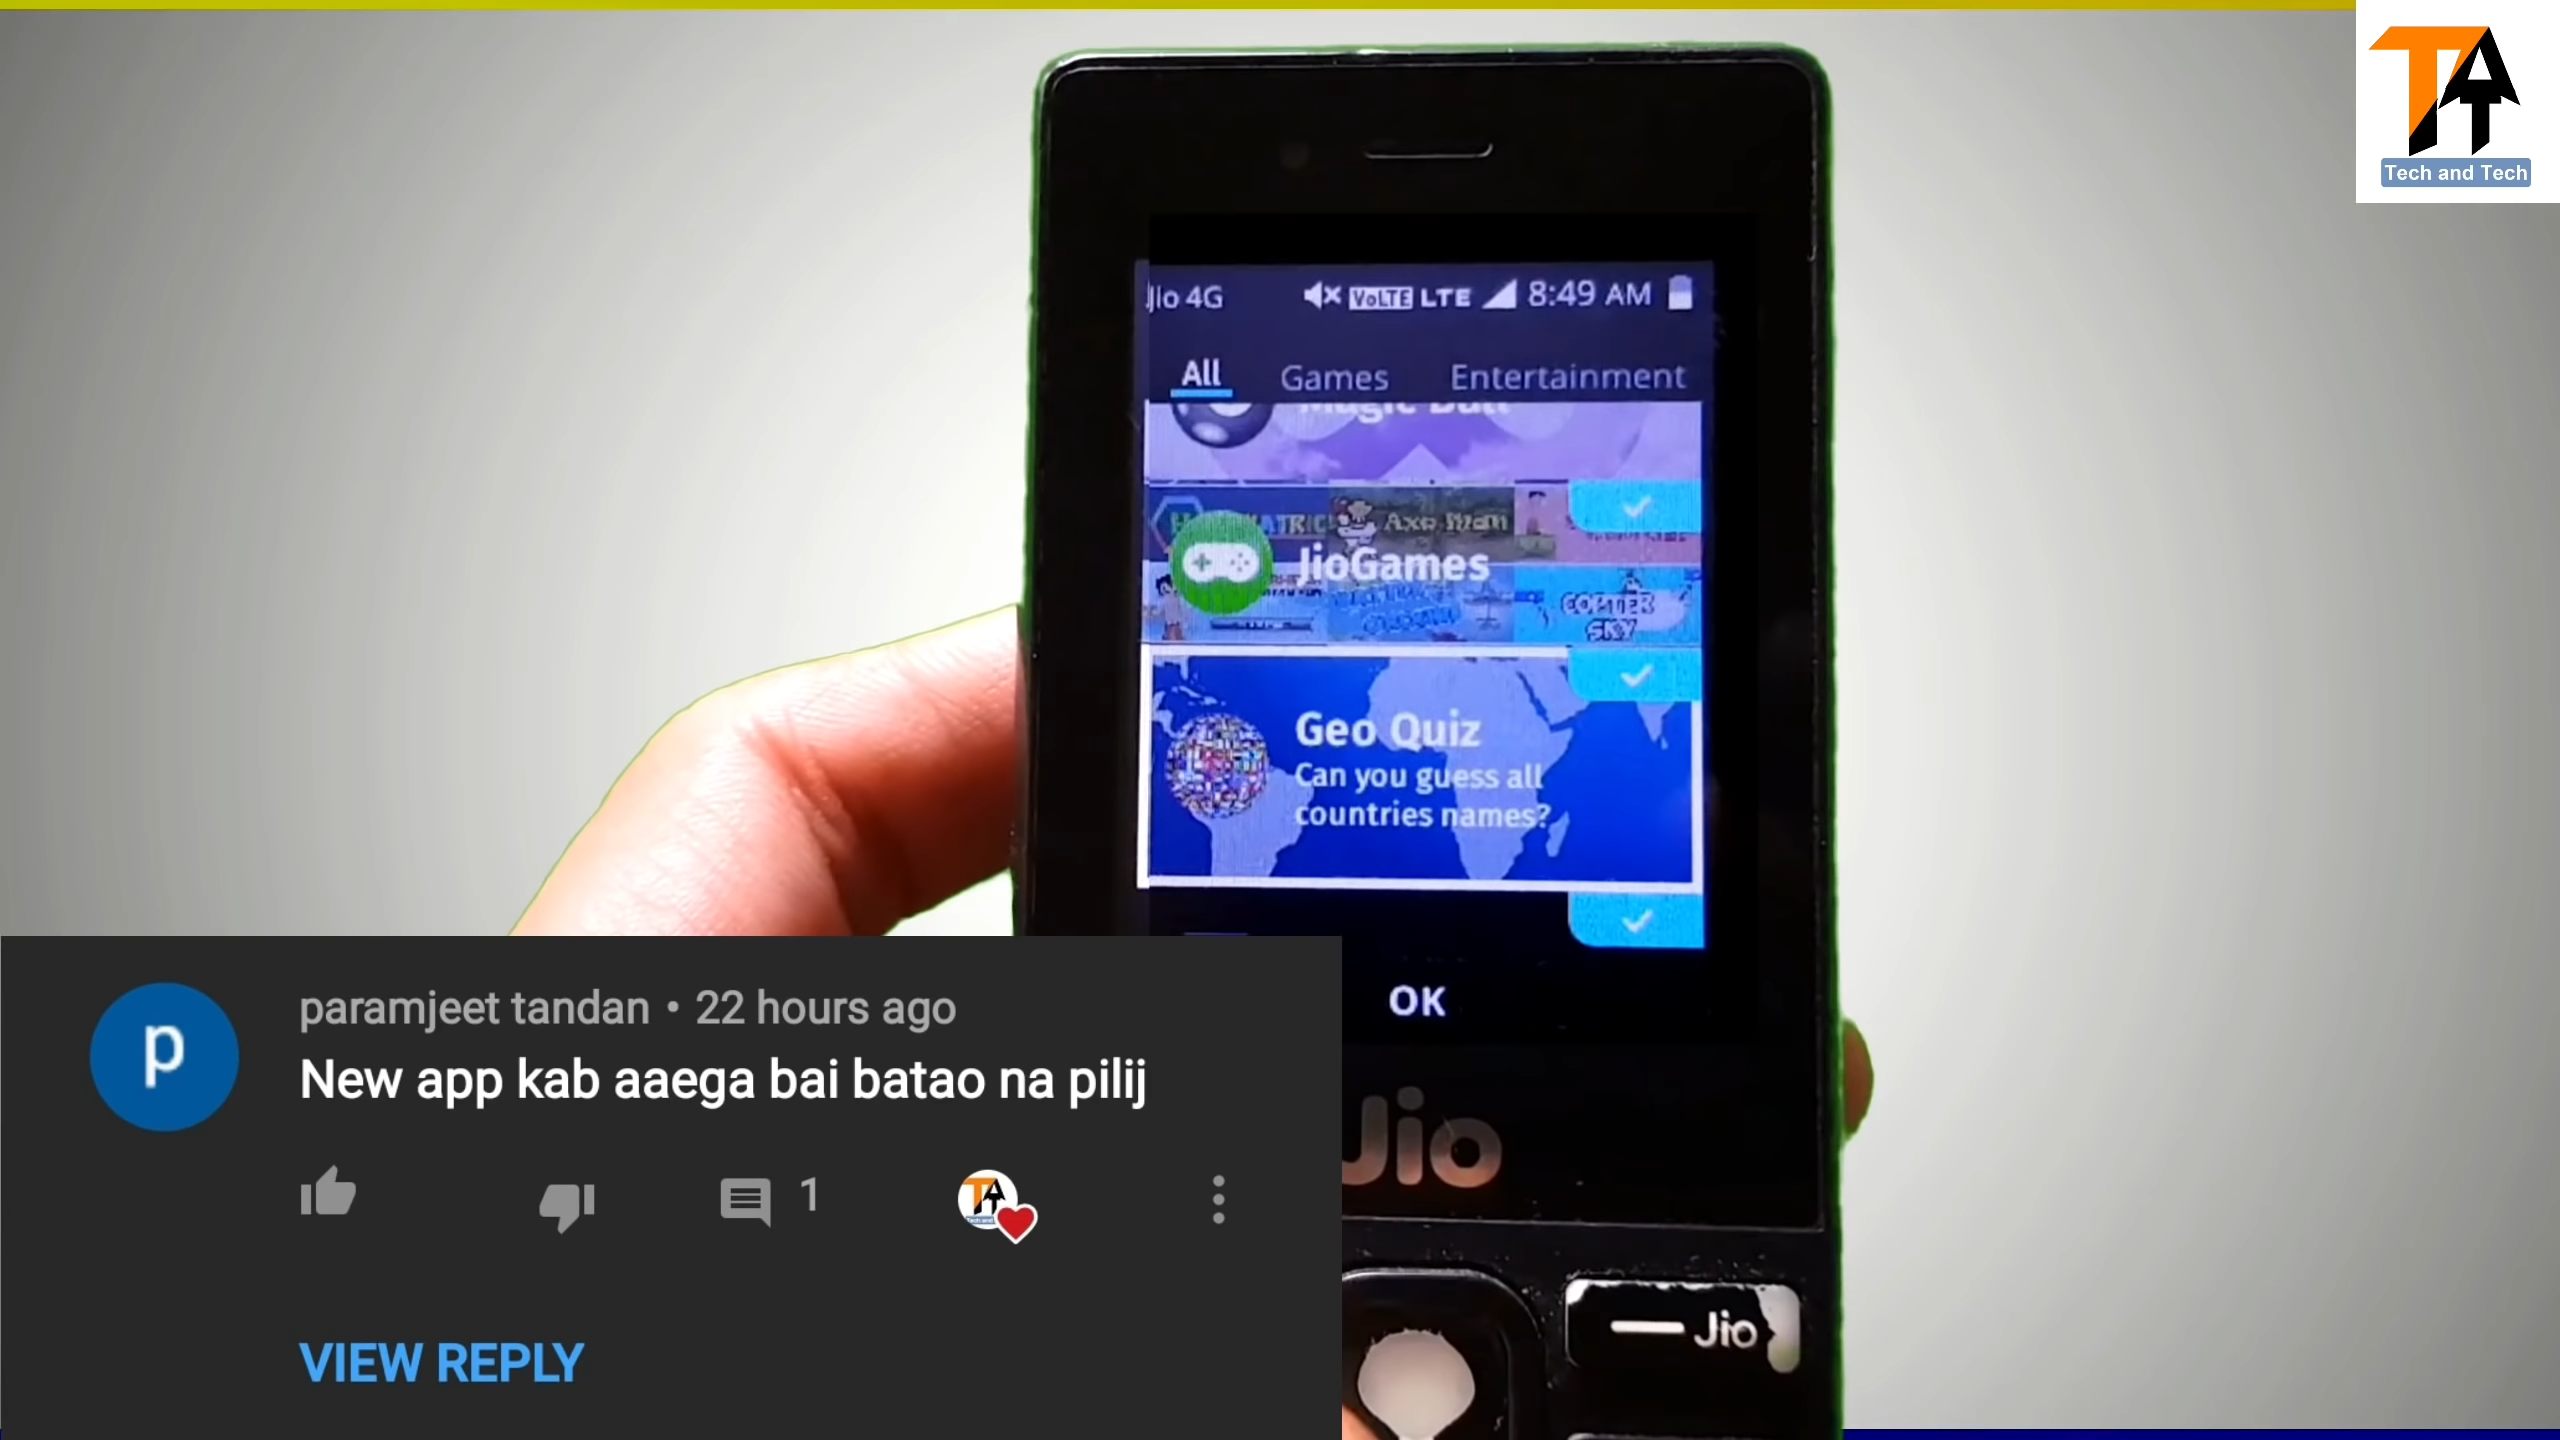 Tech and Tech
Jio 4G VoLTE LTE 8:49 AM
All Games Entertainment
Magic Ball
Axe Man
JioGames
COPTER
SKY
Geo Quiz
Can you guess all
countries names?
OK
Jio
Jio
p paramjeet tandan • 22 hours ago
New app kab aaega bai batao na pilij
1
VIEW REPLY